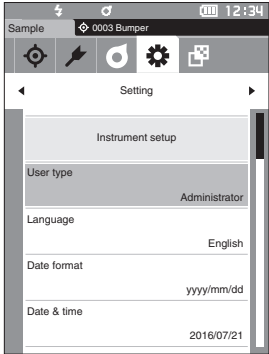 12:34
Sample 0003 Bumper
Setting
Instrument setup
User type
Administrator
Language
English
Date format
yyyy/mm/dd
Date & time
2016/07/21